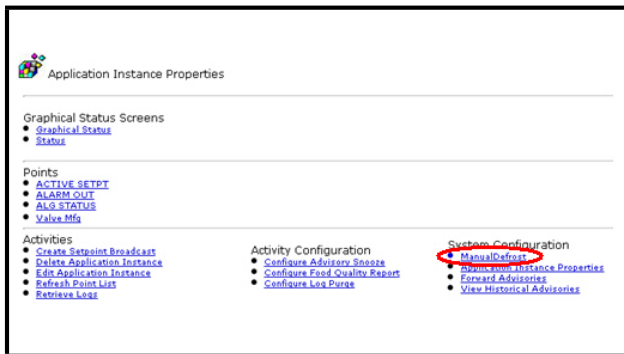 Application Instance Properties
Graphical Status Screens
Graphical Status
Status
Points
ACTIVE SETPT
ALARM OUT
ALG STATUS
Valve Mfg
Activities
Create Setpoint Broadcast
Delete Application Instance
Edit Application Instance
Refresh Point List
Retrieve Logs
Activity Configuration
Configure Advisory Snooze
Configure Food Quality Report
Configure Log Purge
System Configuration
ManualDefrost
Application Instance Properties
Forward Advisories
View Historical Advisories